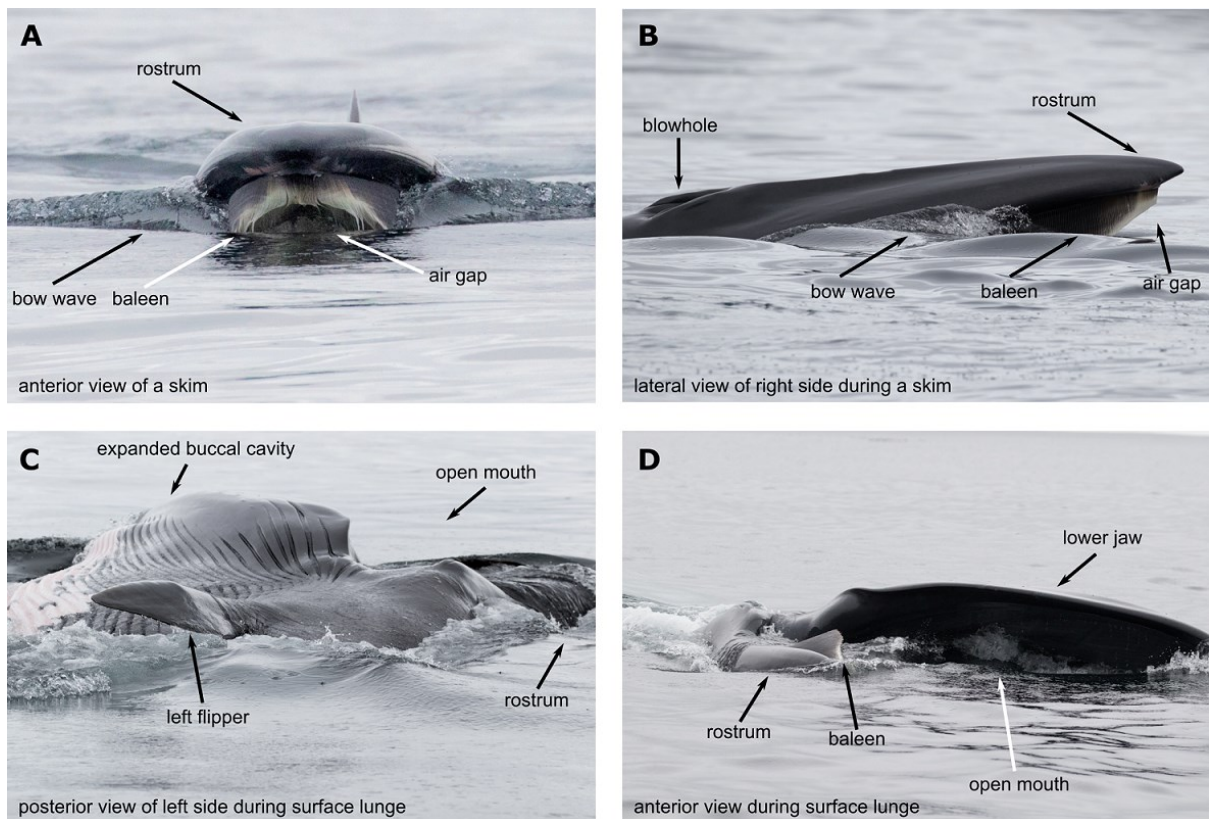 A
rostrum
bow wave
baleen
air gap
anterior view of a skim
B
blowhole
rostrum
bow wave
baleen
air gap
lateral view of right side during a skim
C
expanded buccal cavity
open mouth
left flipper
rostrum
posterior view of left side during surface lunge
D
lower jaw
rostrum
baleen
open mouth
anterior view during surface lunge